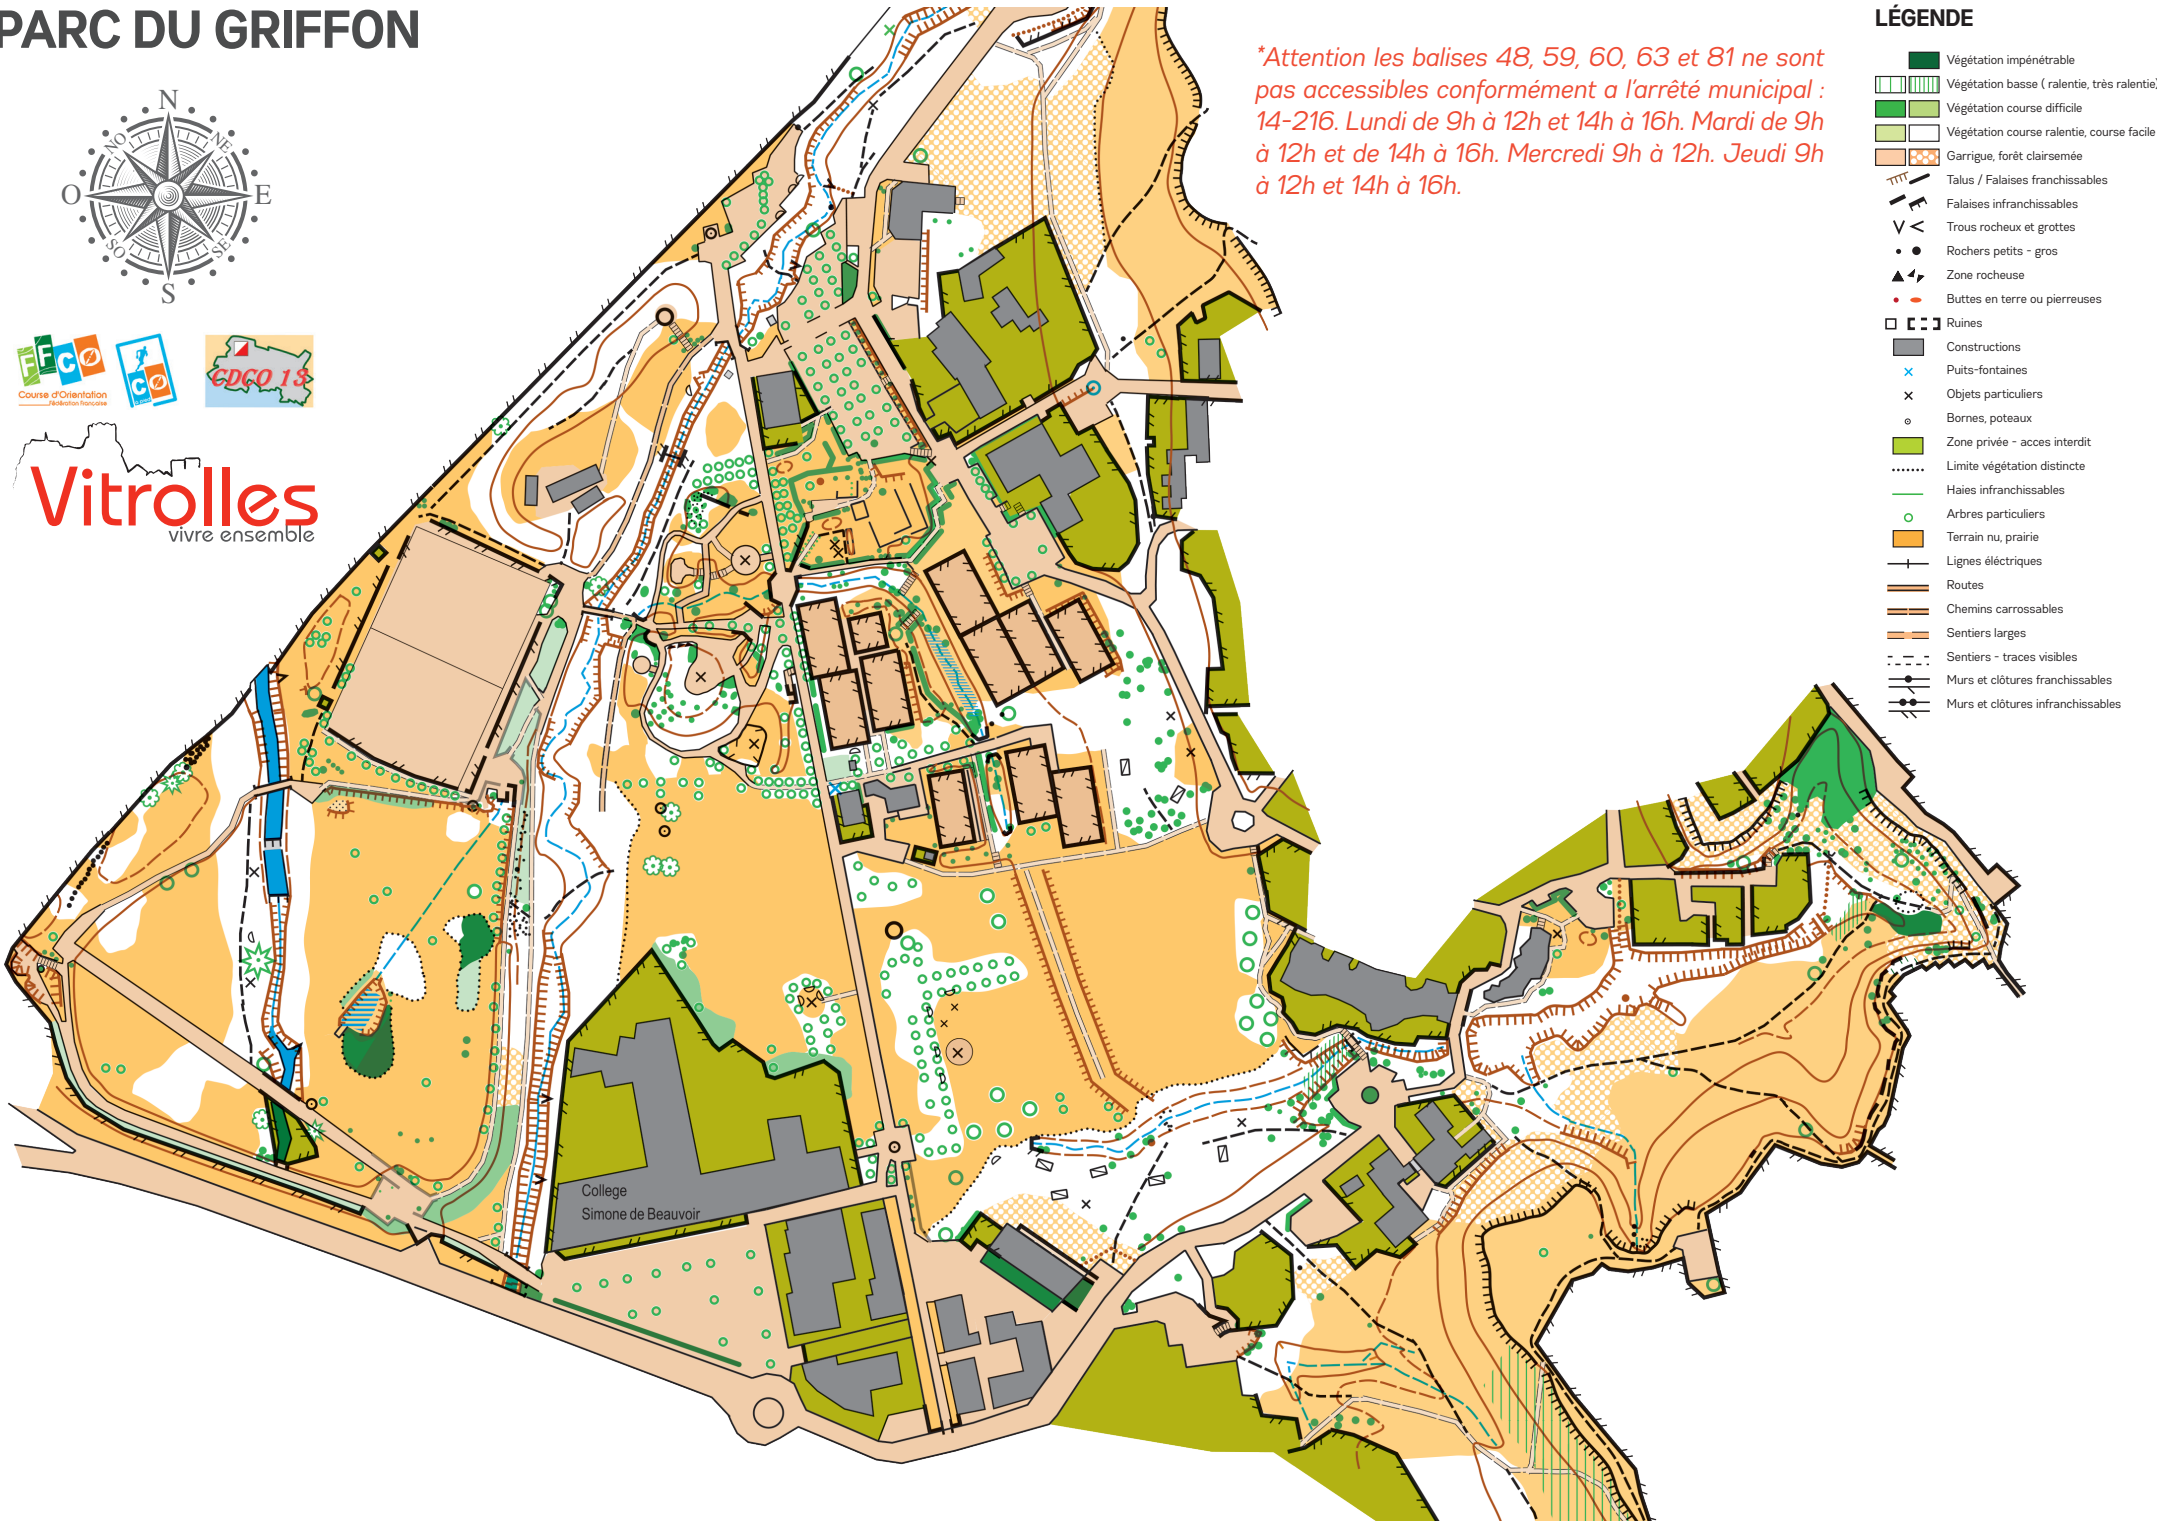 PARC DU GRIFFON
N
NO
NE
O
E
SO
SE
S
FFCO
Course d'Orientation
Fédération Française
CO
CDCO 13
Vitrolles
vivre ensemble
*Attention les balises 48, 59, 60, 63 et 81 ne sont
pas accessibles conformément a l'arrêté municipal :
14-216. Lundi de 9h à 12h et 14h à 16h. Mardi de 9h
à 12h et de 14h à 16h. Mercredi 9h à 12h. Jeudi 9h
à 12h et 14h à 16h.
LÉGENDE
Végétation impénétrable
Végétation basse ( ralentie, très ralentie)
Végétation course difficile
Végétation course ralentie, course facile
Garrigue, forêt clairsemée
Talus / Falaises franchissables
Falaises infranchissables
Trous rocheux et grottes
Rochers petits - gros
Zone rocheuse
Buttes en terre ou pierreuses
Ruines
Constructions
Puits-fontaines
Objets particuliers
Bornes, poteaux
Zone privée - acces interdit
Limite végétation distincte
Haies infranchissables
Arbres particuliers
Terrain nu, prairie
Lignes éléctriques
Routes
Chemins carrossables
Sentiers larges
Sentiers - traces visibles
Murs et clôtures franchissables
Murs et clôtures infranchissables
College
Simone de Beauvoir